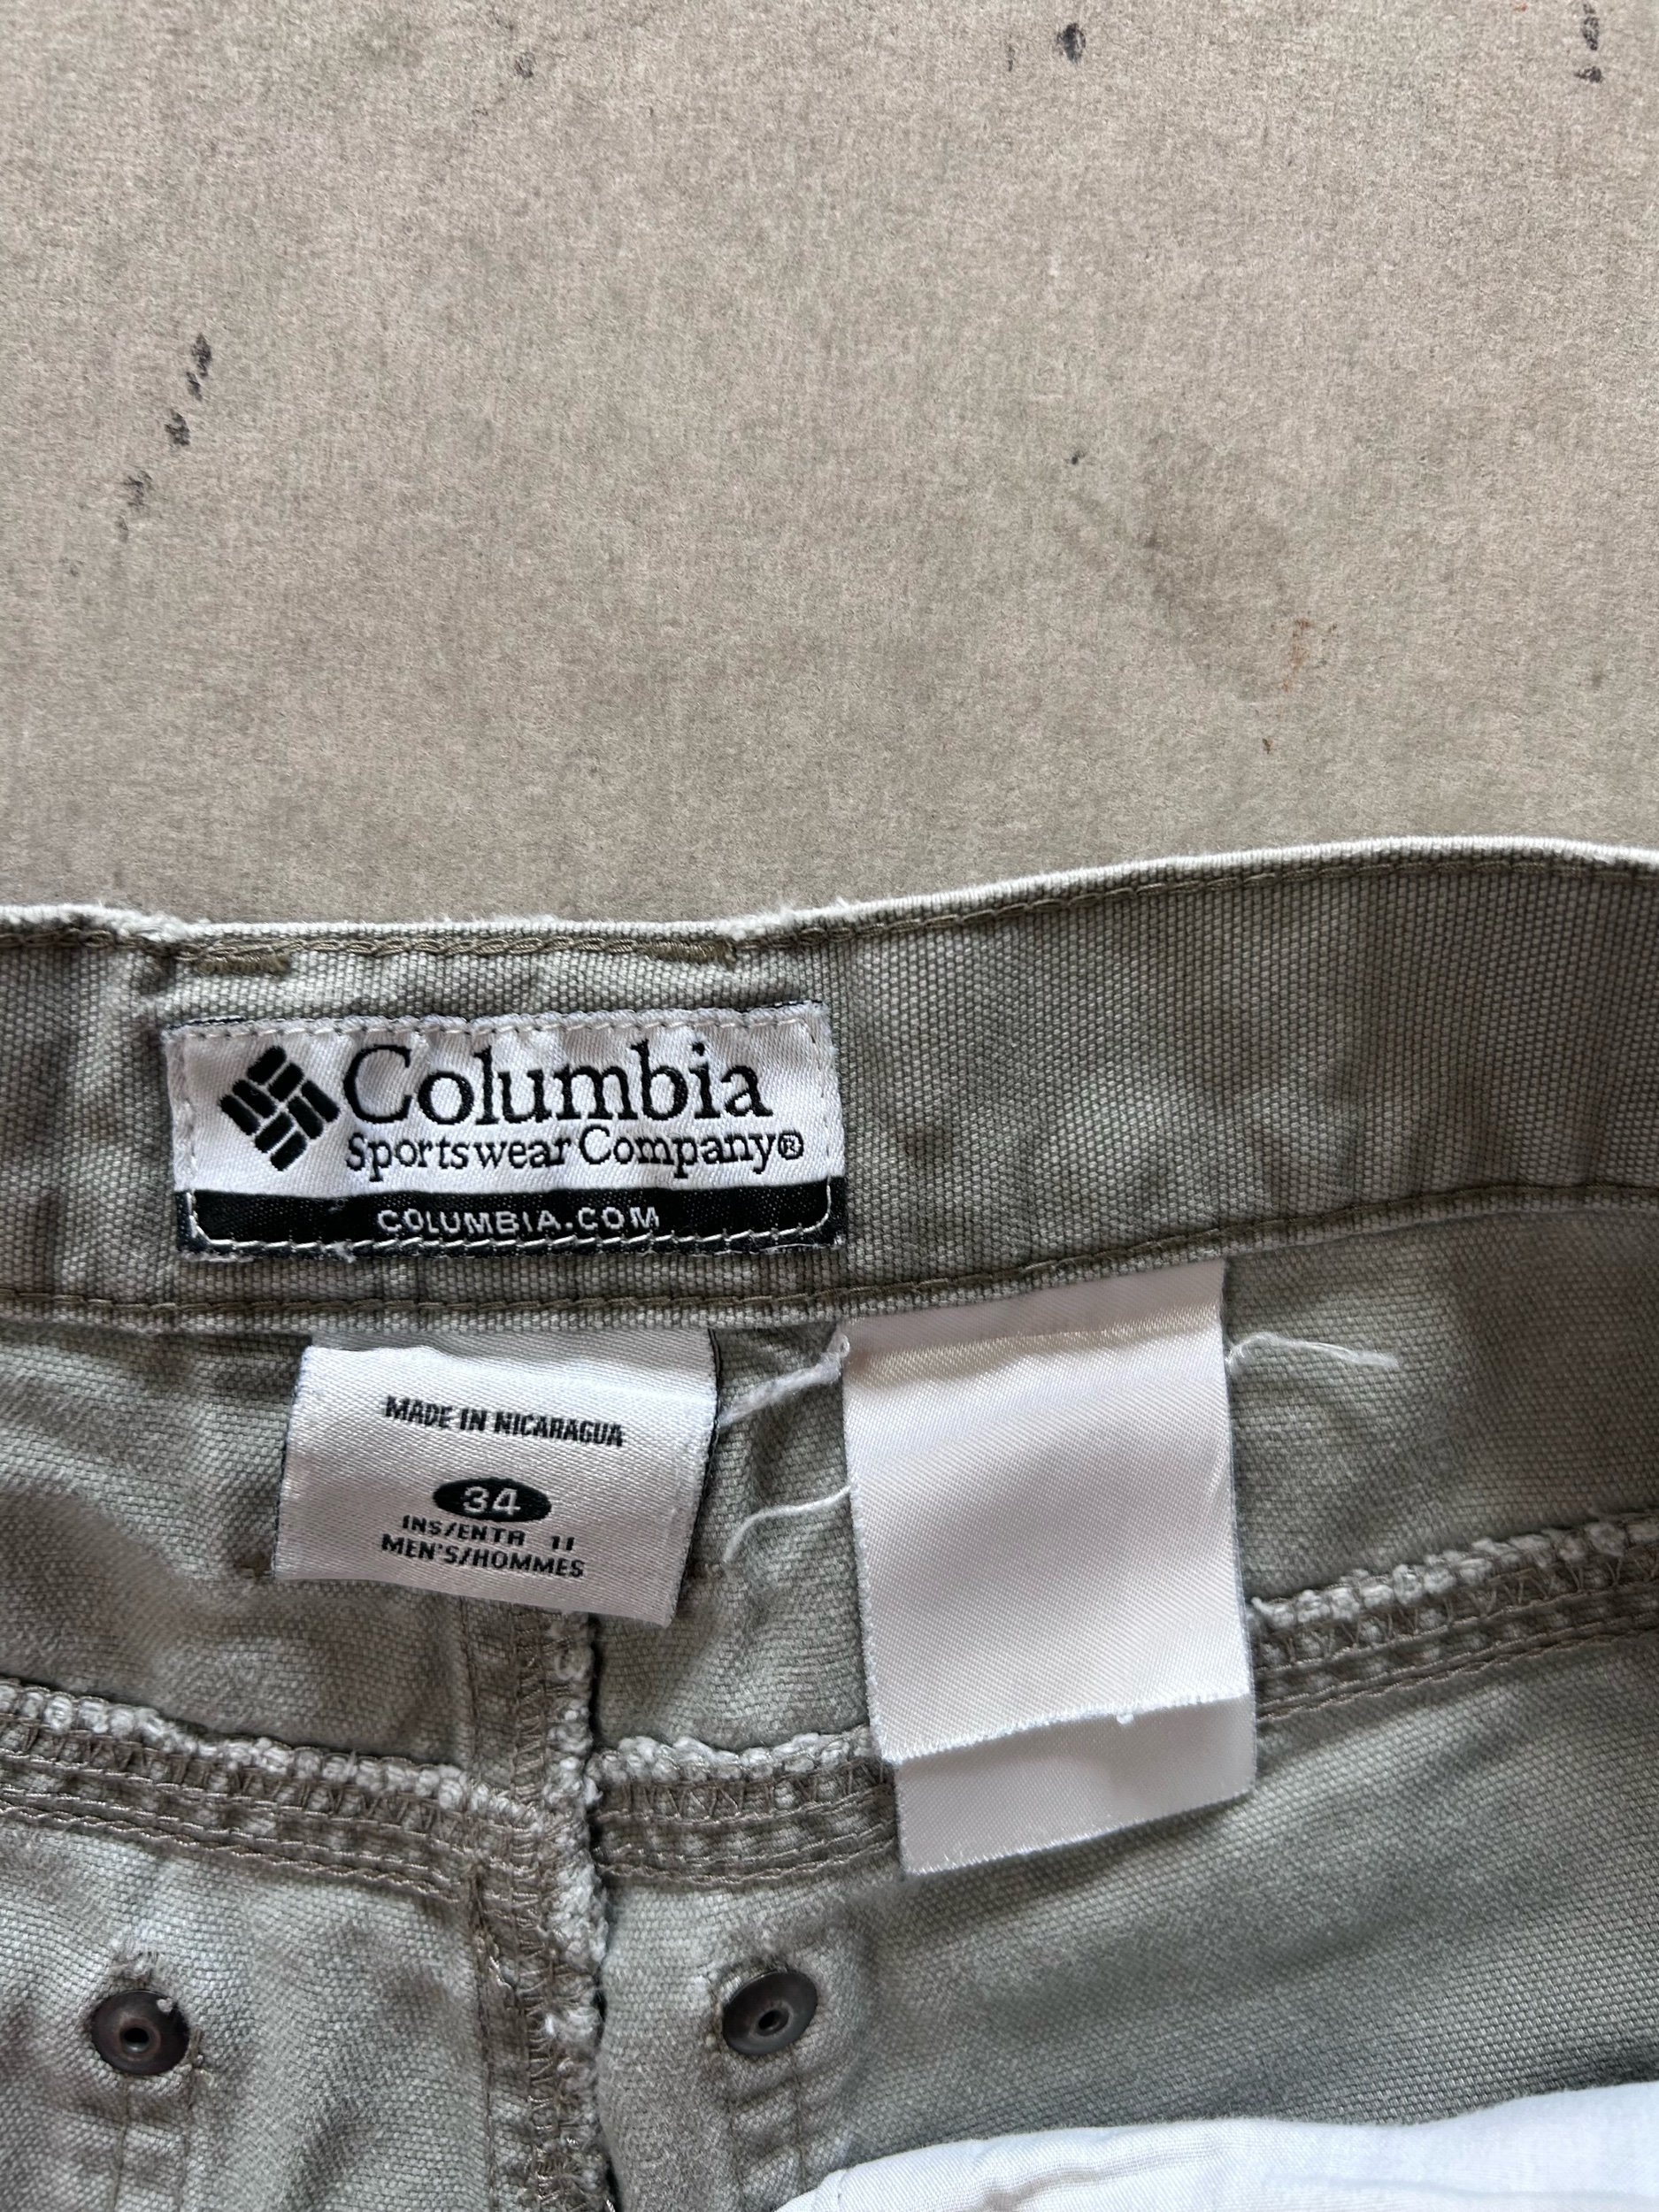 Columbia
Sportswear Company®
COLUMBIA.COM
MADE IN NICARAGUA
34
INS/ENTR 11
MEN'S/HOMMES